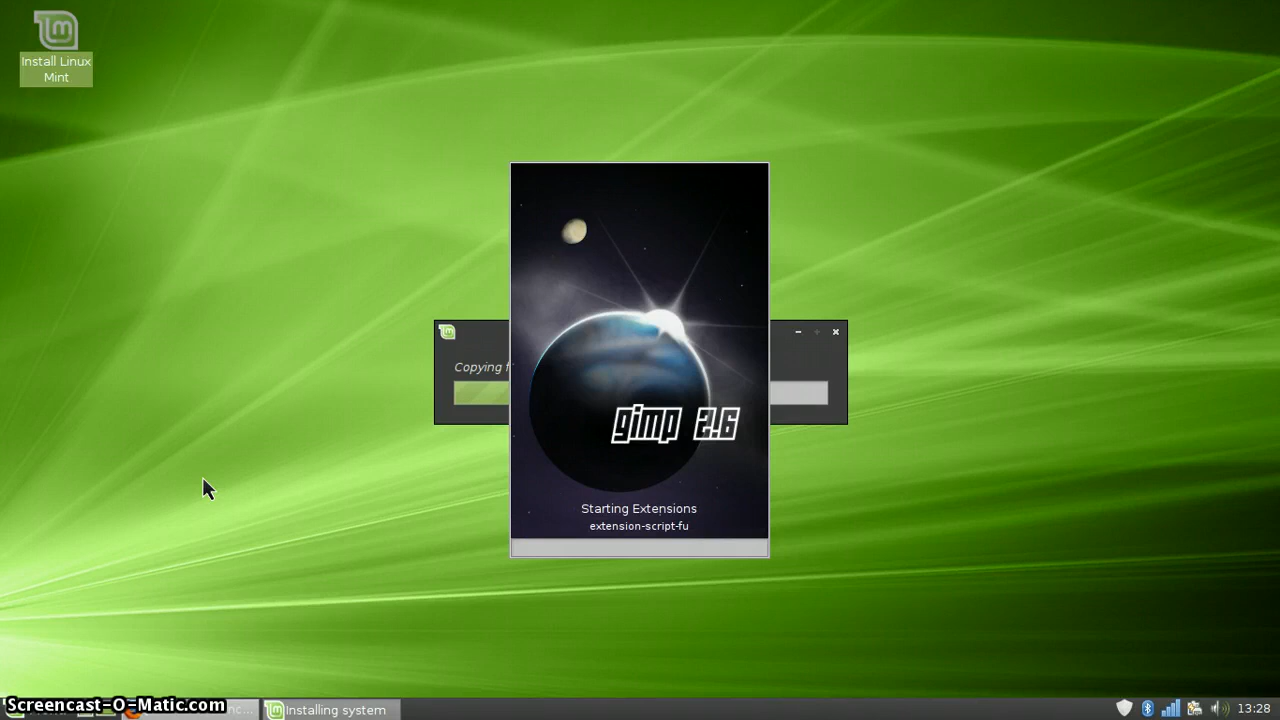 Install Linux
Mint
Copying
gimp 2.6
Starting Extensions
extension-script-fu
Screencast-O-Matic.com
Installing system
13:28